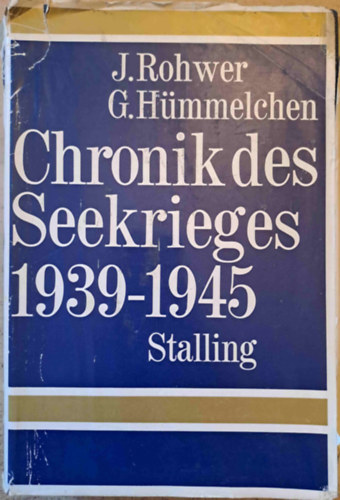 J. Rohwer
G. Hümmelchen
Chronik des
Seekrieges
1939-1945
Stalling